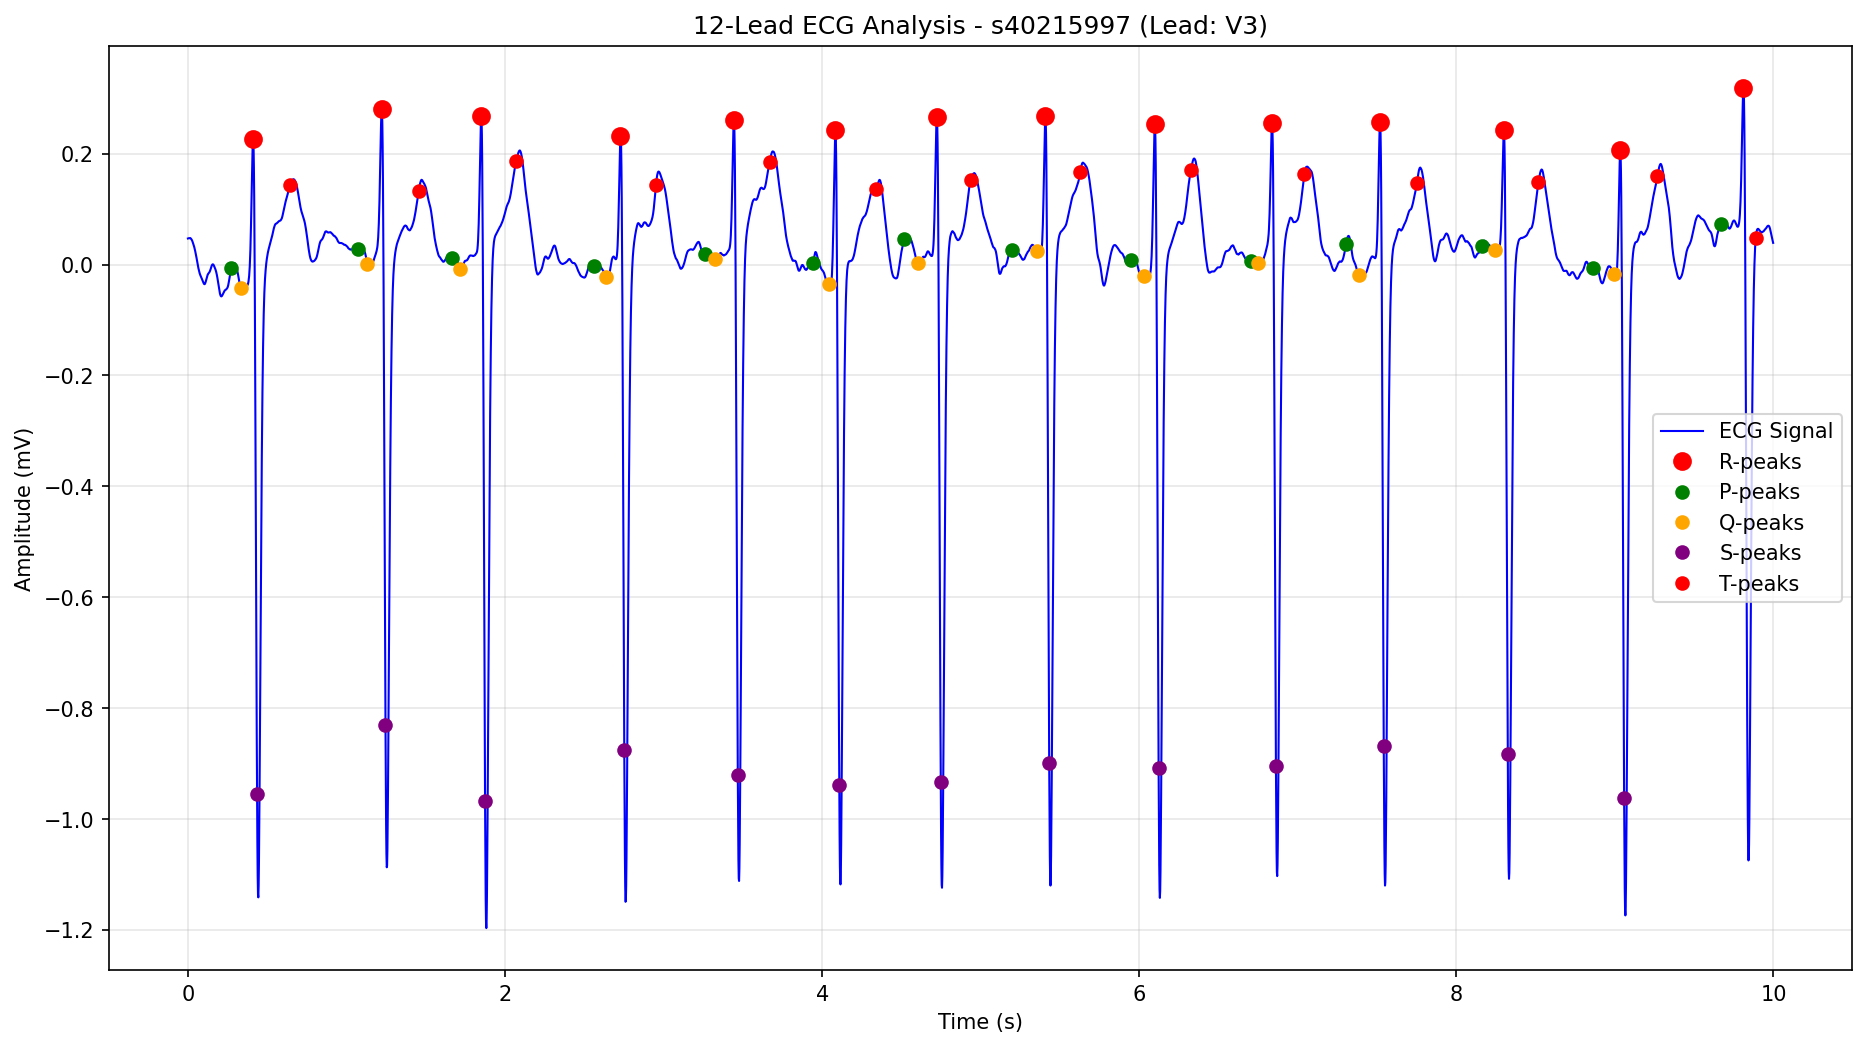 12-Lead ECG Analysis - s40215997 (Lead: V3)
Amplitude (mV)
0.2
0.0
−0.2
−0.4
−0.6
−0.8
−1.0
−1.2
ECG Signal
R-peaks
P-peaks
Q-peaks
S-peaks
T-peaks
0 2 4 6 8 10
Time (s)